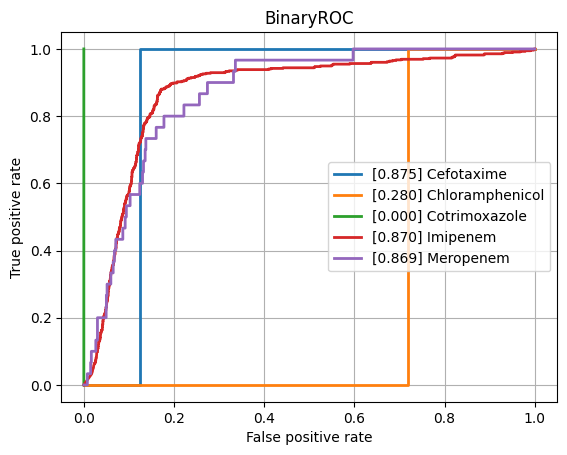 BinaryROC
True positive rate
1.0
0.8
0.6
0.4
0.2
0.0
[0.875] Cefotaxime
[0.280] Chloramphenicol
[0.000] Cotrimoxazole
[0.870] Imipenem
[0.869] Meropenem
0.0 0.2 0.4 0.6 0.8 1.0
False positive rate